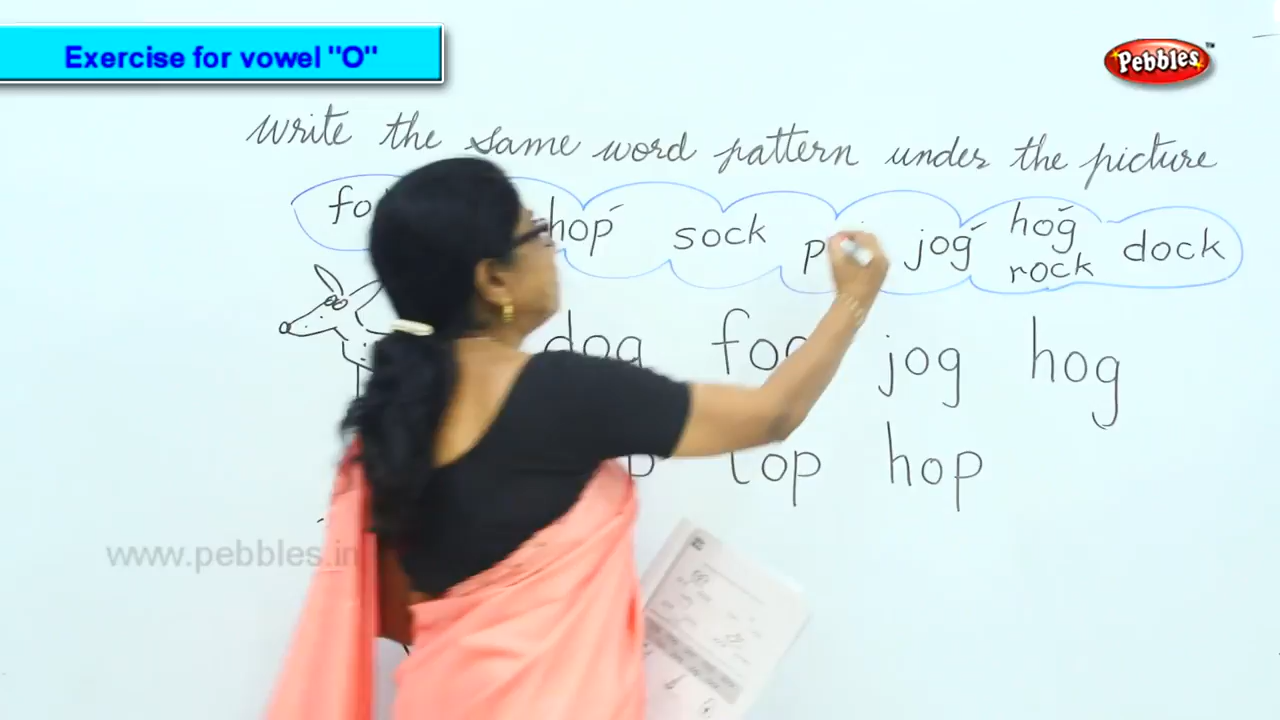 Exercise for vowel "O"
Pebbles™
write the same word pattern under the picture
hop sock jog hog dock
rock
dog jog hog
top hop
www.pebbles.in